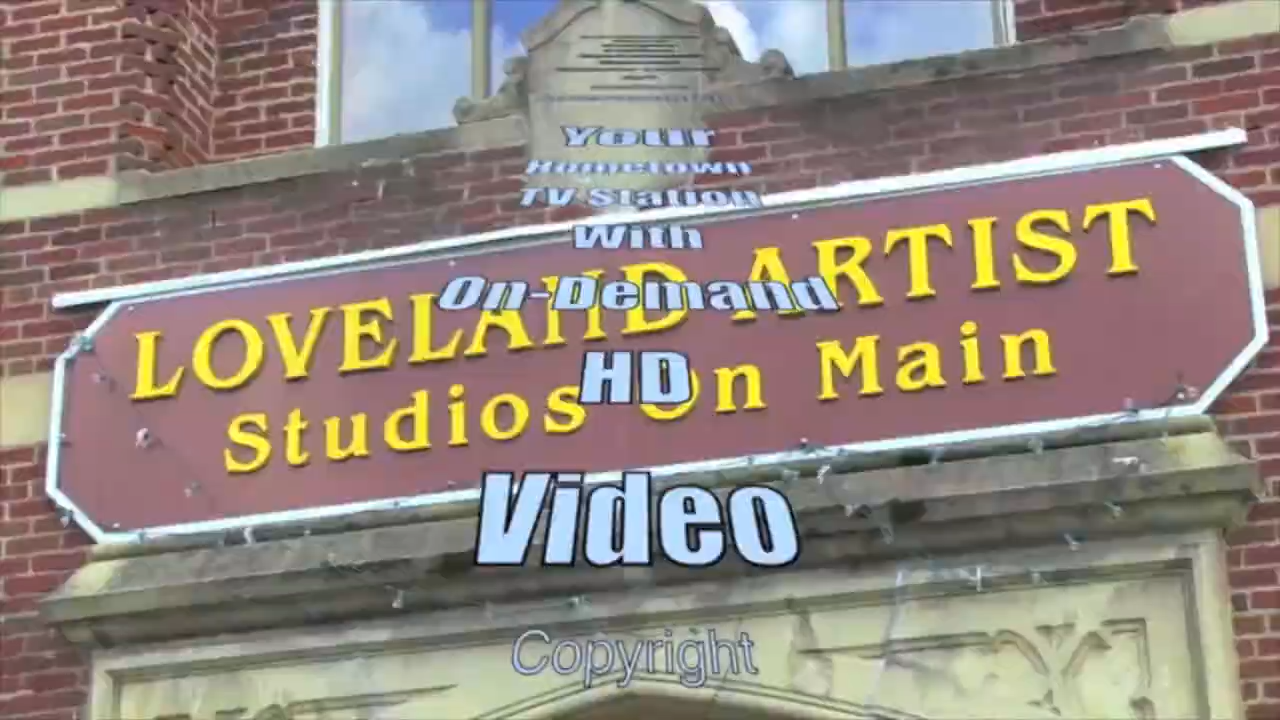 Your
Hometown
TV Station
With
On-Demand
HD
Video
Copyright
LOVELAND ARTIST
Studios On Main